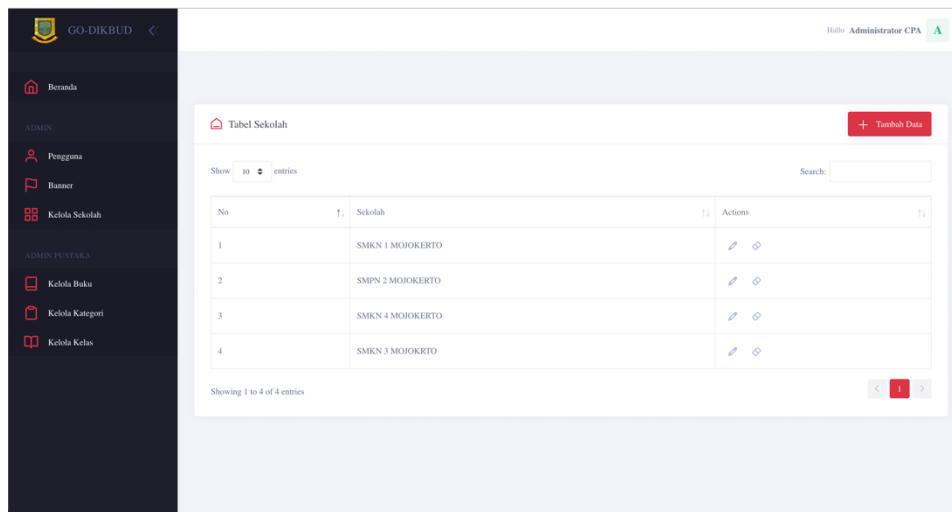 GO-DIKBUD
Hallo Administrator CPA A
Beranda
ADMIN
Pengguna
Banner
Kelola Sekolah
ADMIN PUSTAKA
Kelola Buku
Kelola Kategori
Kelola Kelas
Tabel Sekolah
Tambah Data
Show 10 entries
Search:
No Sekolah Actions
1 SMKN 1 MOJOKERTO
2 SMPN 2 MOJOKERTO
3 SMKN 4 MOJOKERTO
4 SMKN 3 MOJOKRTO
Showing 1 to 4 of 4 entries
< 1 >